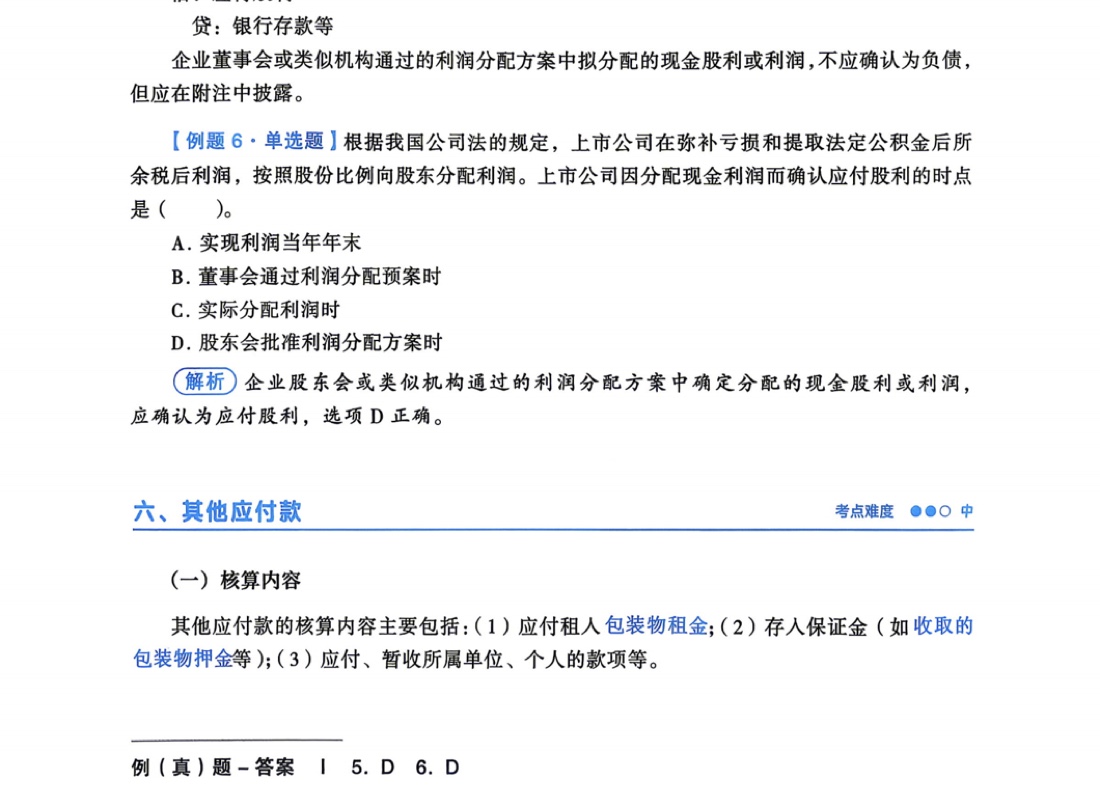 贷：银行存款等
企业董事会或类似机构通过的利润分配方案中拟分配的现金股利或利润，不应确认为负债，
但应在附注中披露。
【例题6·单选题】根据我国公司法的规定，上市公司在弥补亏损和提取法定公积金后所
余税后利润，按照股份比例向股东分配利润。上市公司因分配现金利润而确认应付股利的时点
是（　　）。
A. 实现利润当年年末
B. 董事会通过利润分配预案时
C. 实际分配利润时
D. 股东会批准利润分配方案时
解析 企业股东会或类似机构通过的利润分配方案中确定分配的现金股利或利润，
应确认为应付股利，选项 D 正确。
六、其他应付款 考点难度 ●●○ 中
（一）核算内容
其他应付款的核算内容主要包括：（1）应付租入包装物租金；（2）存入保证金（如收取的
包装物押金等）；（3）应付、暂收所属单位、个人的款项等。
例（真）题－答案 | 5. D 6. D